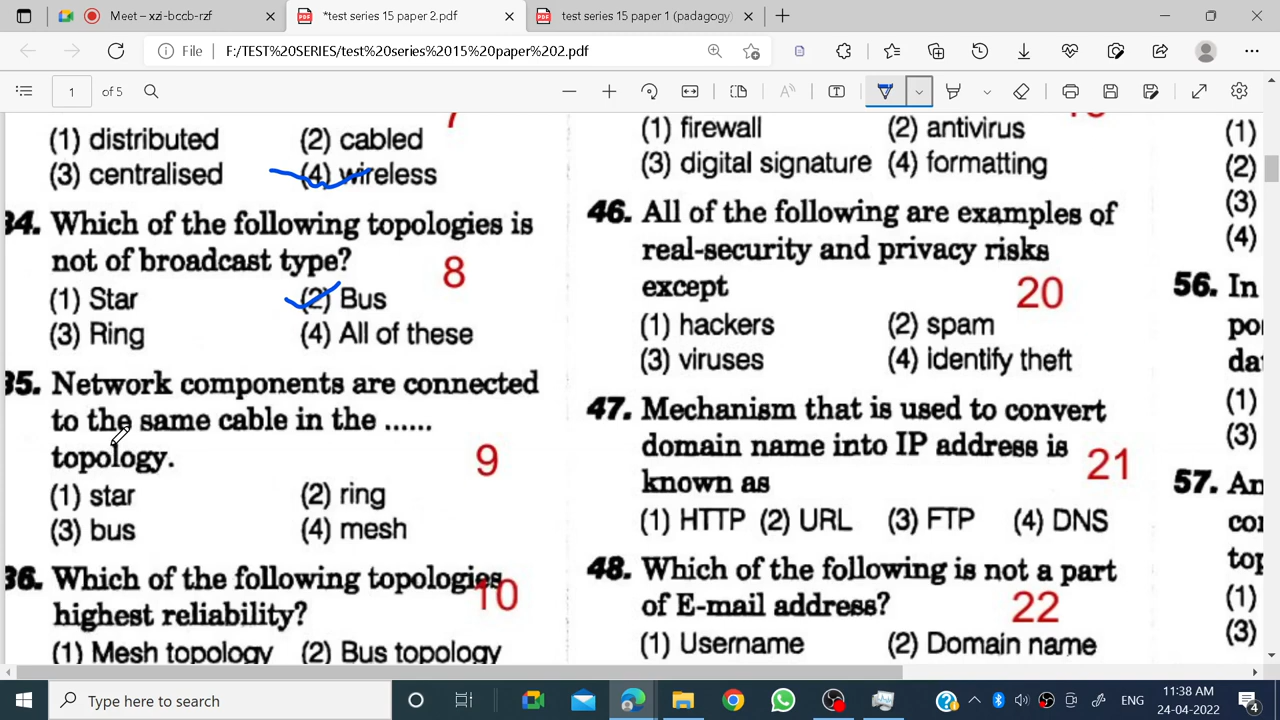 Meet – xzi-bccb-rzf
*test series 15 paper 2.pdf
test series 15 paper 1 (padagogy)
File
F:/TEST%20SERIES/test%20series%2015%20paper%202.pdf
1
of 5
(1) distributed (2) cabled
(3) centralised (4) wireless
34. Which of the following topologies is
not of broadcast type?
8
(1) Star (2) Bus
(3) Ring (4) All of these
35. Network components are connected
to the same cable in the ......
topology.
9
(1) star (2) ring
(3) bus (4) mesh
36. Which of the following topologies
10
highest reliability?
(1) Mesh topology (2) Bus topology
(1) firewall (2) antivirus
(3) digital signature (4) formatting
46. All of the following are examples of
real-security and privacy risks
except
20
(1) hackers (2) spam
(3) viruses (4) identify theft
47. Mechanism that is used to convert
domain name into IP address is
21
known as
(1) HTTP (2) URL (3) FTP (4) DNS
48. Which of the following is not a part
of E-mail address?
22
(1) Username (2) Domain name
(1)
(2)
(3)
(4)
56. In
(1)
(3)
57. An
(1)
(3)
Type here to search
ENG
11:38 AM
24-04-2022
4